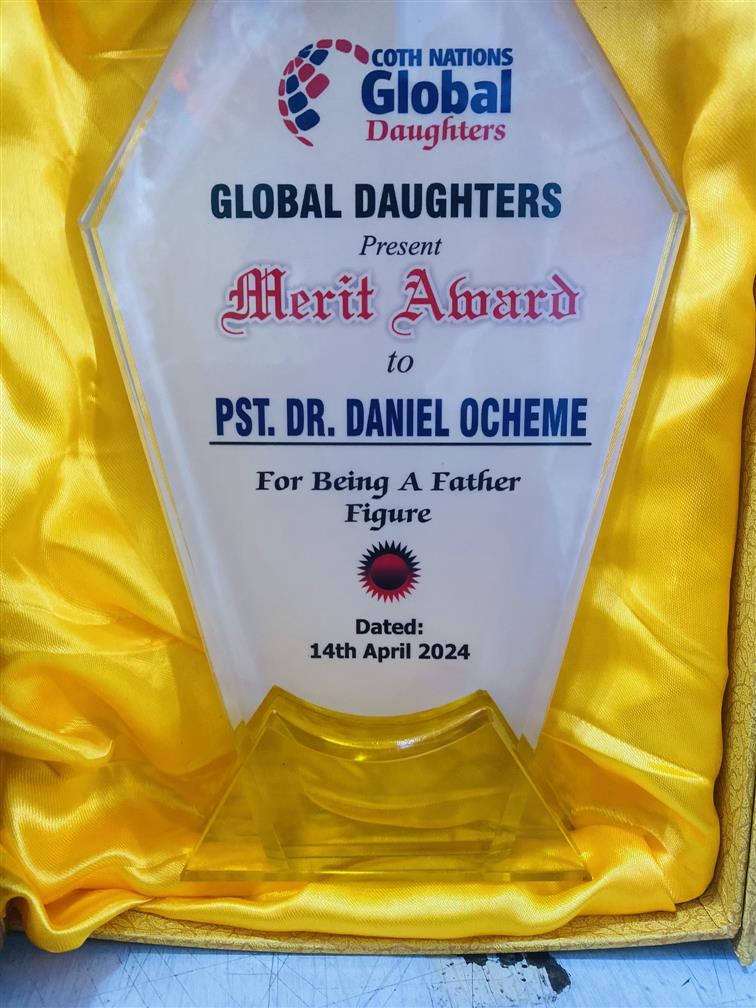 COTH NATIONS
Global
Daughters
GLOBAL DAUGHTERS
Present
Merit Award
to
PST. DR. DANIEL OCHEME
For Being A Father
Figure
Dated:
14th April 2024